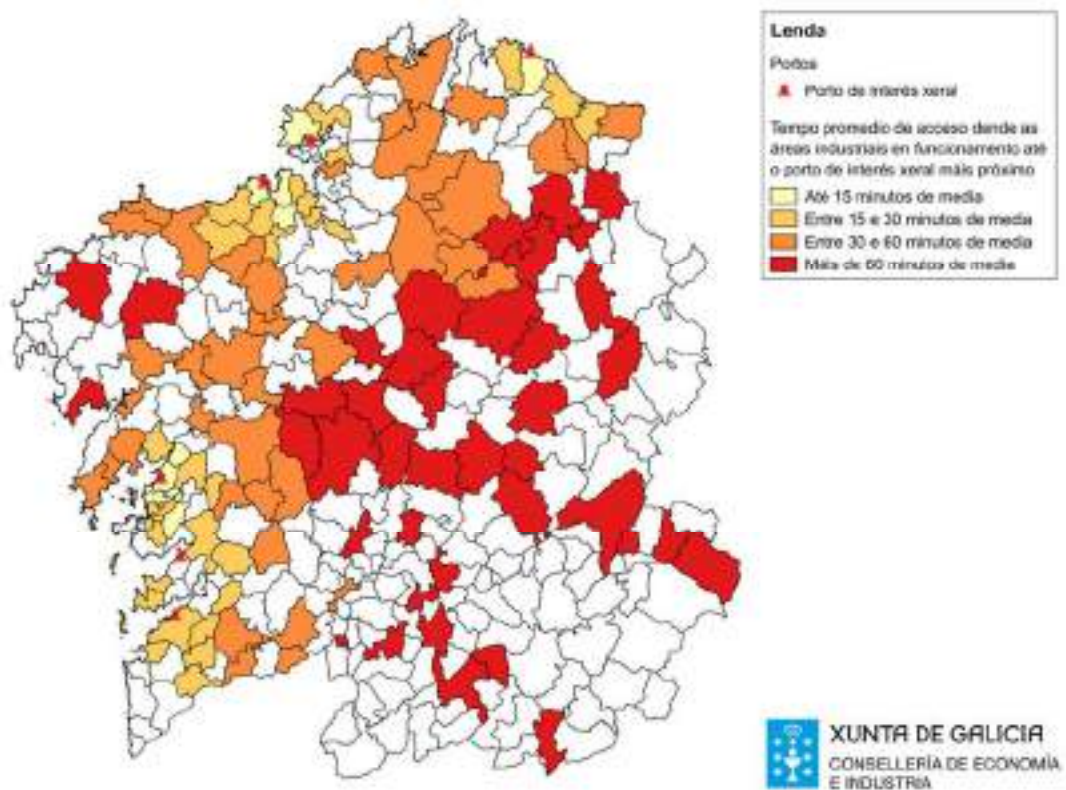 Lenda
Portos
Porto de interés xeral
Tempo promedio de acceso dende as
áreas industriais en funcionamento até
o porto de interés xeral máis próximo
Até 15 minutos de media
Entre 15 e 30 minutos de media
Entre 30 e 60 minutos de media
Máis de 60 minutos de media
XUNTA DE GALICIA
CONSELLERÍA DE ECONOMÍA
E INDUSTRIA